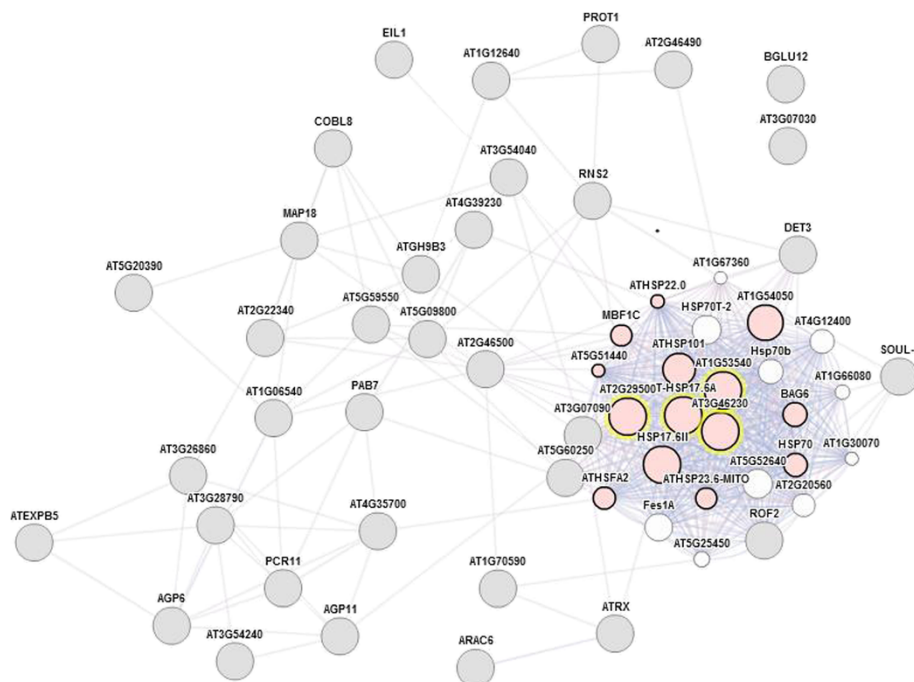 PROT1
EIL1
AT1G12640
AT2G46490
BGLU12
AT3G07030
COBL8
AT3G54040
RNS2
AT4G39230
MAP18
DET3
ATGH9B3
AT1G67360
AT5G20390
ATHSP22.0
AT2G22340
AT5G59550
AT5G09800
MBF1C
HSP70T-2
AT1G54050
AT4G12400
AT2G46500
ATHSP101
Hsp70b
SOUL-
AT5G51440
AT1G53540
AT1G66080
AT1G06540
PAB7
AT2G29500
T-HSP17.6A
AT3G46230
BAG6
AT3G07090
HSP17.6II
AT1G30070
AT3G26860
AT5G60250
AT5G52640
HSP70
ATHSFA2
ATHSP23.6-MITO
AT2G20560
AT3G28790
AT4G35700
Fes1A
ROF2
ATEXPB5
AT5G25450
PCR11
AT1G70590
AGP6
AGP11
ATRX
AT3G54240
ARAC6